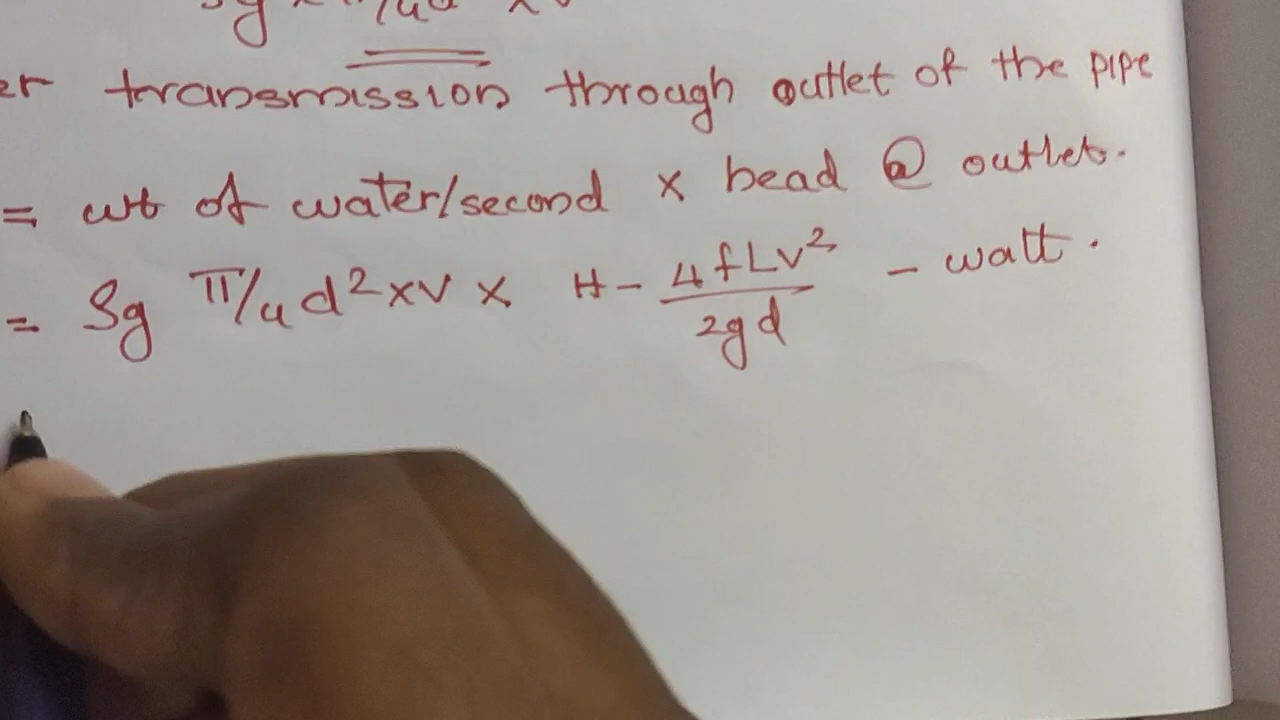 er transmission through outlet of the pipe
= wt of water/second × head @ outlet.
= ρg π/4 d² × v × H - 4fLv²/2gd - watt.